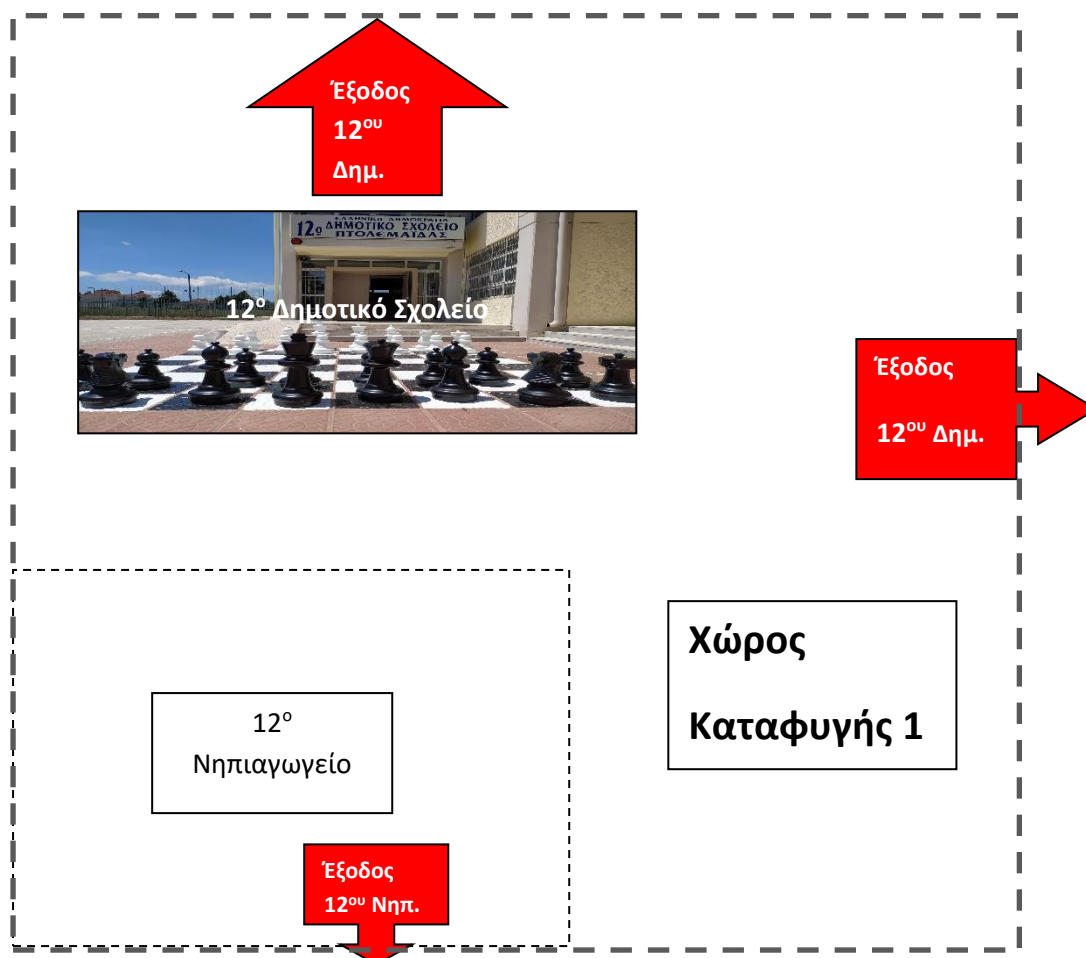 Έξοδος
12ου
Δημ.
ΕΛΛΗΝΙΚΗ ΔΗΜΟΚΡΑΤΙΑ
12ο ΔΗΜΟΤΙΚΟ ΣΧΟΛΕΙΟ
ΠΤΟΛΕΜΑΪΔΑΣ
12ο Δημοτικό Σχολείο
Έξοδος
12ου Δημ.
Χώρος
Καταφυγής 1
12ο
Νηπιαγωγείο
Έξοδος
12ου Νηπ.